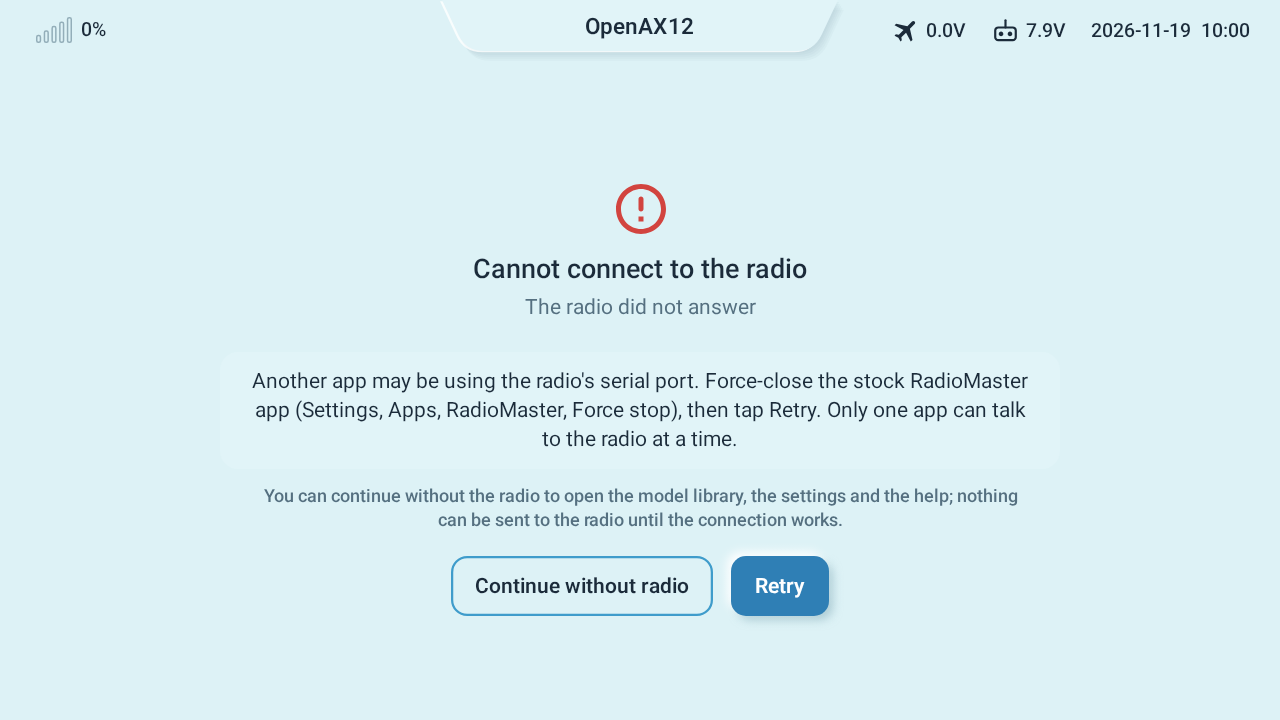 0%
OpenAX12
0.0V
7.9V
2026-11-19 10:00
Cannot connect to the radio
The radio did not answer
Another app may be using the radio's serial port. Force-close the stock RadioMaster
app (Settings, Apps, RadioMaster, Force stop), then tap Retry. Only one app can talk
to the radio at a time.
You can continue without the radio to open the model library, the settings and the help; nothing
can be sent to the radio until the connection works.
Continue without radio
Retry